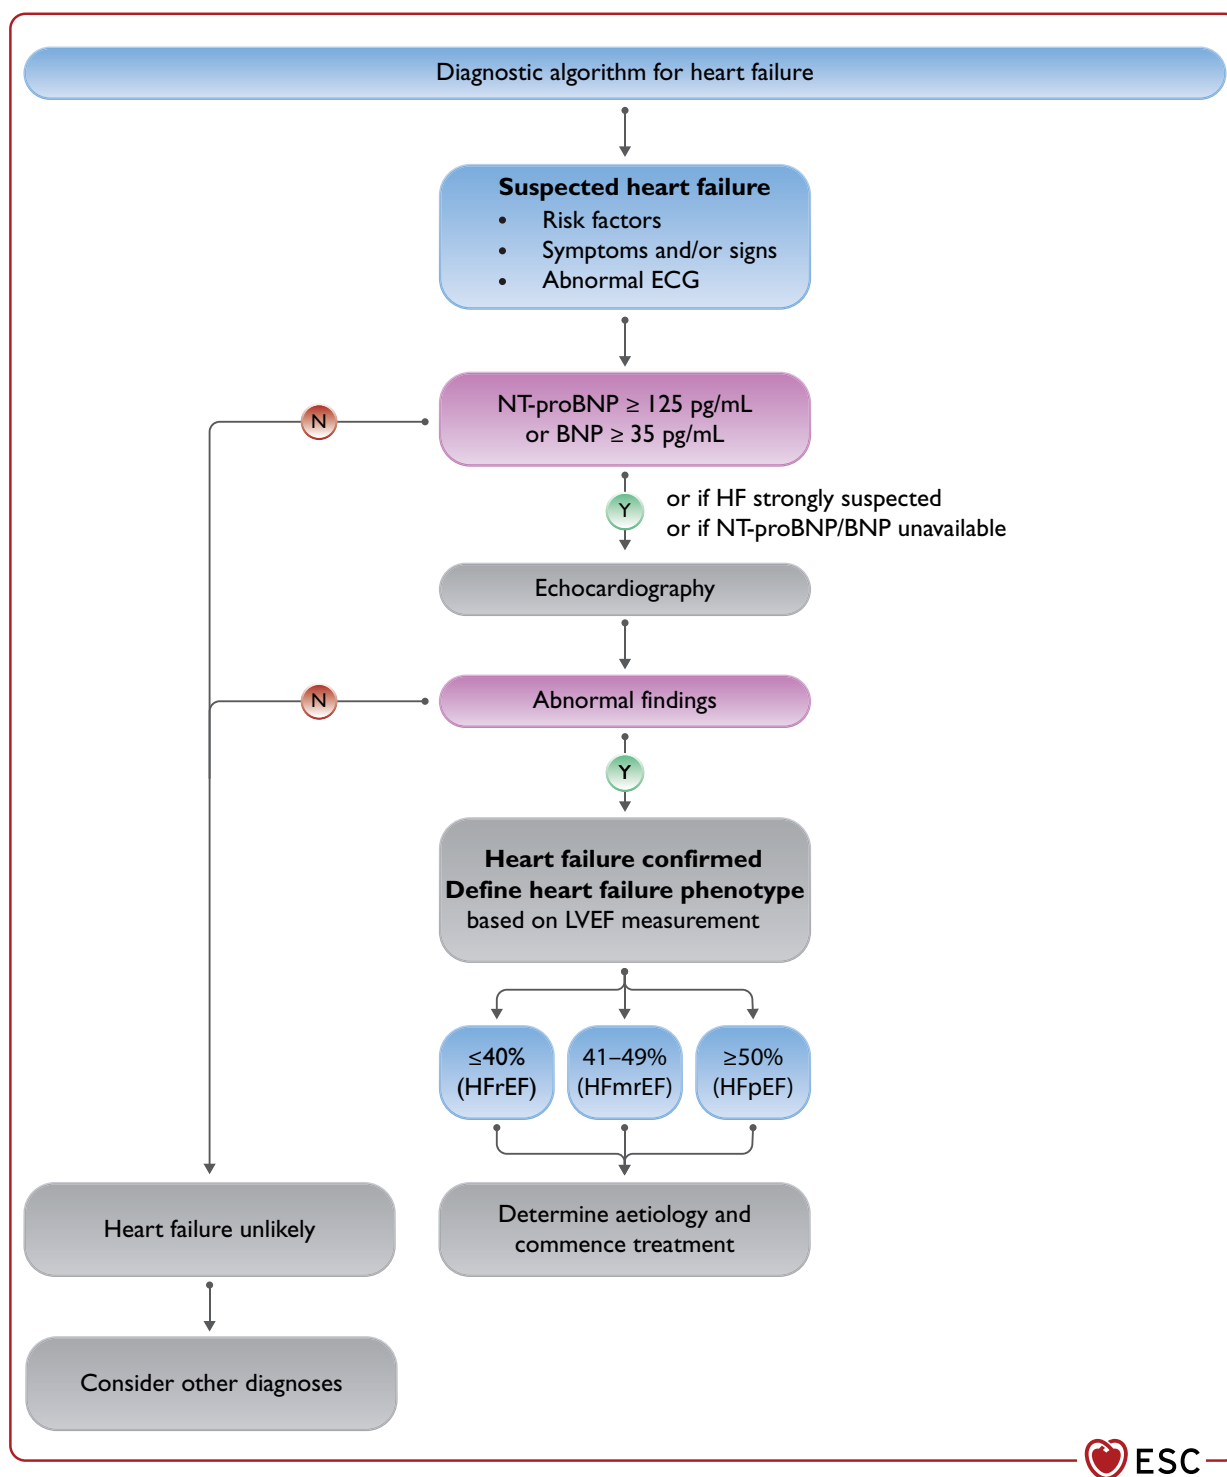 Diagnostic algorithm for heart failure
Suspected heart failure
• Risk factors
• Symptoms and/or signs
• Abnormal ECG
NT-proBNP ≥ 125 pg/mL
or BNP ≥ 35 pg/mL
N
Y
or if HF strongly suspected
or if NT-proBNP/BNP unavailable
Echocardiography
Abnormal findings
N
Y
Heart failure confirmed
Define heart failure phenotype
based on LVEF measurement
≤40%
(HFrEF)
41–49%
(HFmrEF)
≥50%
(HFpEF)
Heart failure unlikely
Determine aetiology and
commence treatment
Consider other diagnoses
ESC